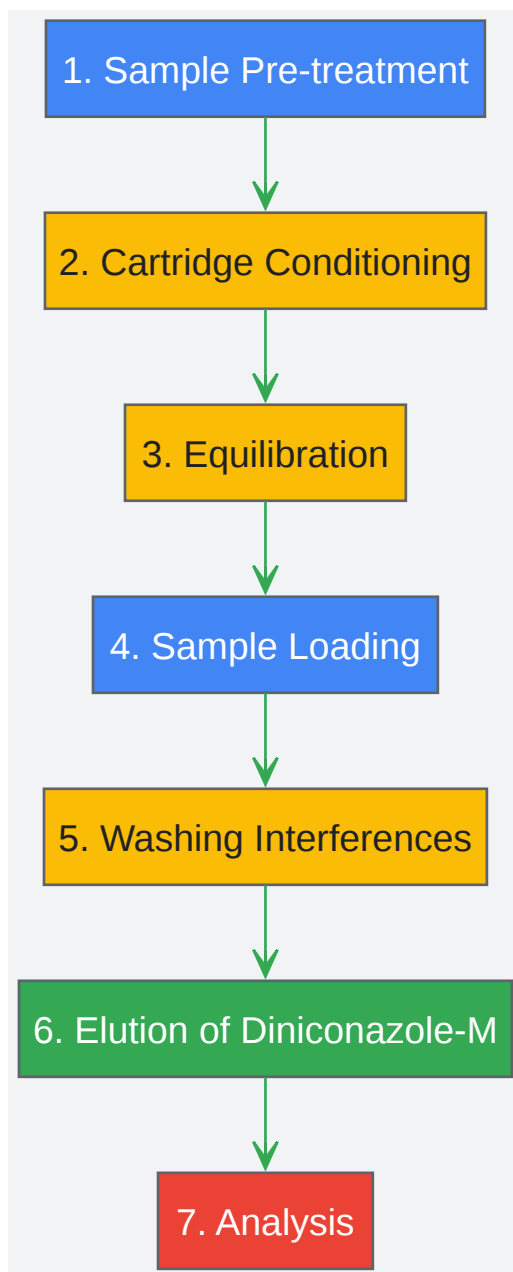 1. Sample Pre-treatment
2. Cartridge Conditioning
3. Equilibration
4. Sample Loading
5. Washing Interferences
6. Elution of Diniconazole-M
7. Analysis